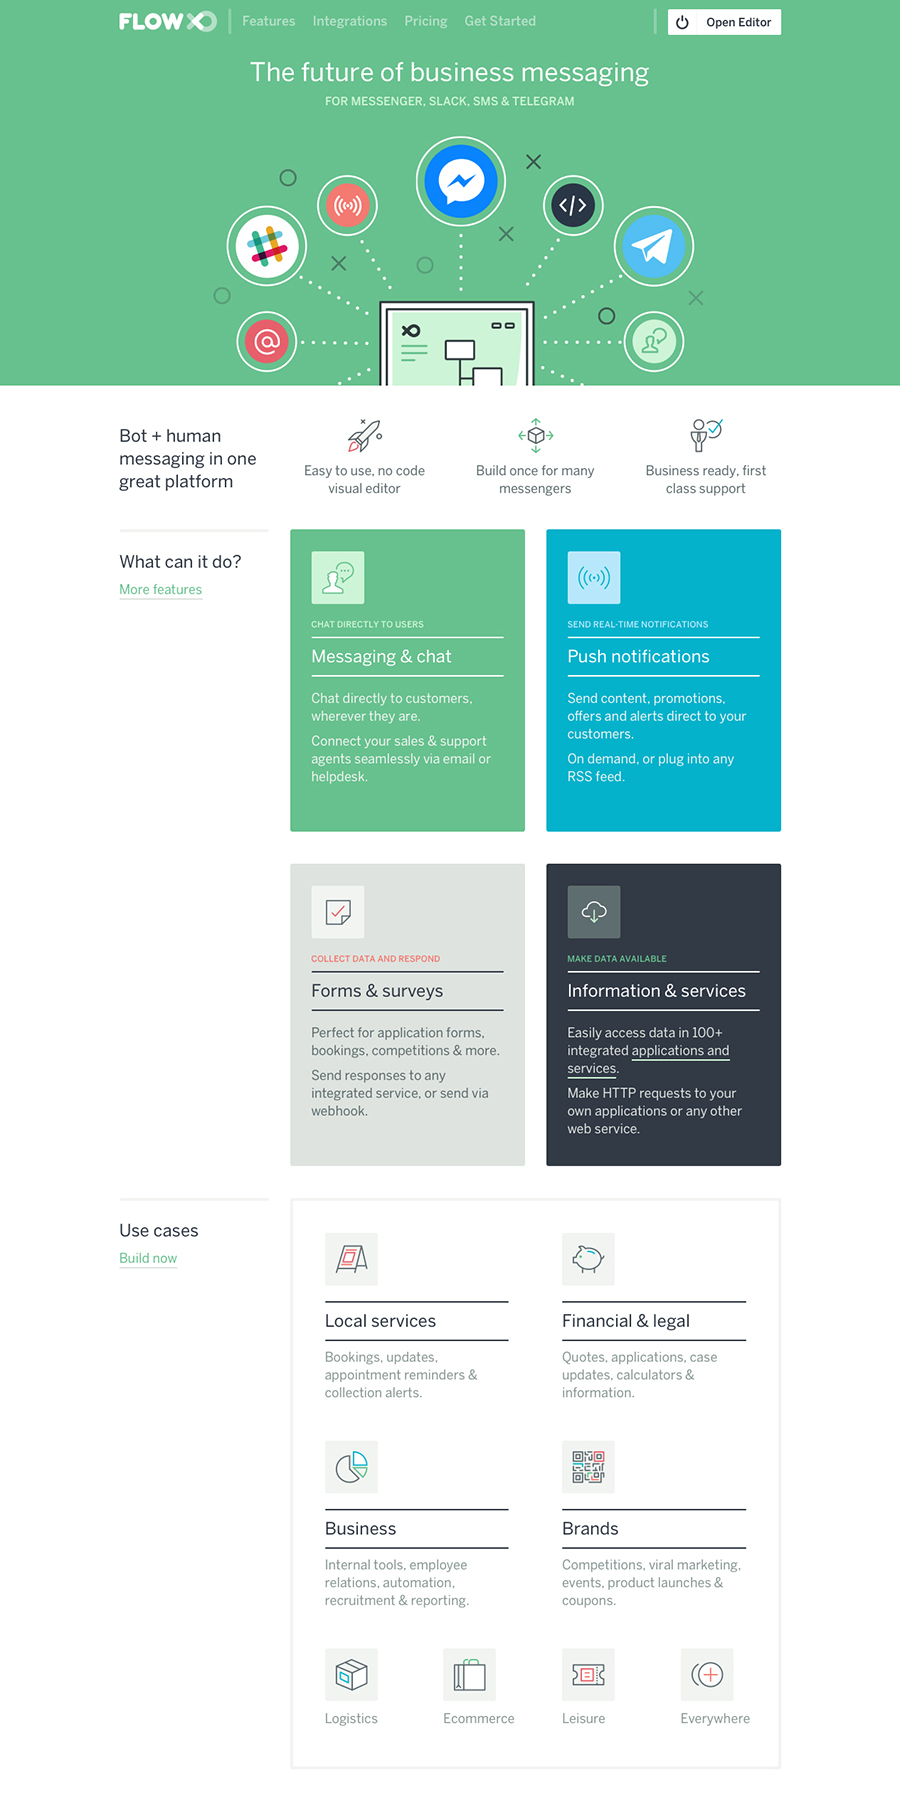 FLOW XO
Features
Integrations
Pricing
Get Started
Open Editor
The future of business messaging
FOR MESSENGER, SLACK, SMS & TELEGRAM
Bot + human
messaging in one
great platform
Easy to use, no code
visual editor
Build once for many
messengers
Business ready, first
class support
What can it do?
More features
CHAT DIRECTLY TO USERS
Messaging & chat
Chat directly to customers,
wherever they are.
Connect your sales & support
agents seamlessly via email or
helpdesk.
SEND REAL-TIME NOTIFICATIONS
Push notifications
Send content, promotions,
offers and alerts direct to your
customers.
On demand, or plug into any
RSS feed.
COLLECT DATA AND RESPOND
Forms & surveys
Perfect for application forms,
bookings, competitions & more.
Send responses to any
integrated service, or send via
webhook.
MAKE DATA AVAILABLE
Information & services
Easily access data in 100+
integrated applications and
services.
Make HTTP requests to your
own applications or any other
web service.
Use cases
Build now
Local services
Bookings, updates,
appointment reminders &
collection alerts.
Financial & legal
Quotes, applications, case
updates, calculators &
information.
Business
Internal tools, employee
relations, automation,
recruitment & reporting.
Brands
Competitions, viral marketing,
events, product launches &
coupons.
Logistics
Ecommerce
Leisure
Everywhere